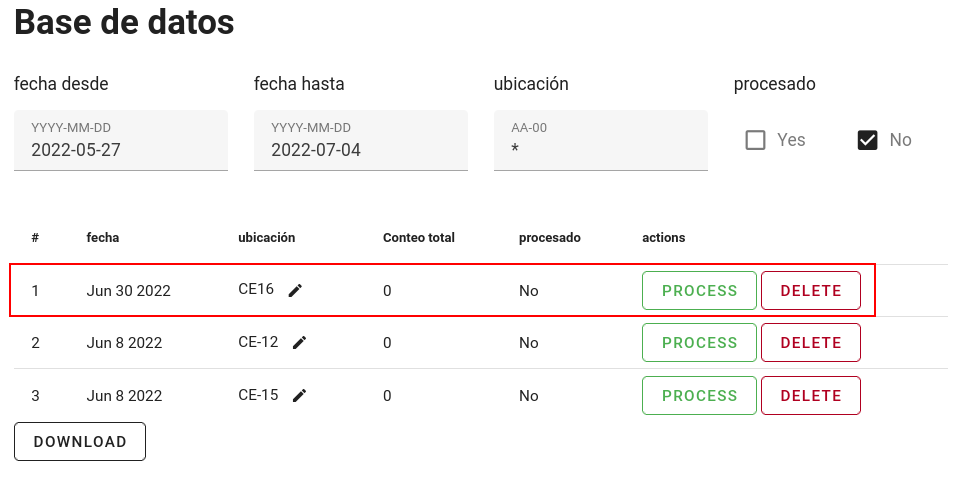 Base de datos
fecha desde fecha hasta ubicación procesado
YYYY-MM-DD YYYY-MM-DD AA-00
2022-05-27 2022-07-04 * Yes No
# fecha ubicación Conteo total procesado actions
1 Jun 30 2022 CE16 0 No PROCESS DELETE
2 Jun 8 2022 CE-12 0 No PROCESS DELETE
3 Jun 8 2022 CE-15 0 No PROCESS DELETE
DOWNLOAD